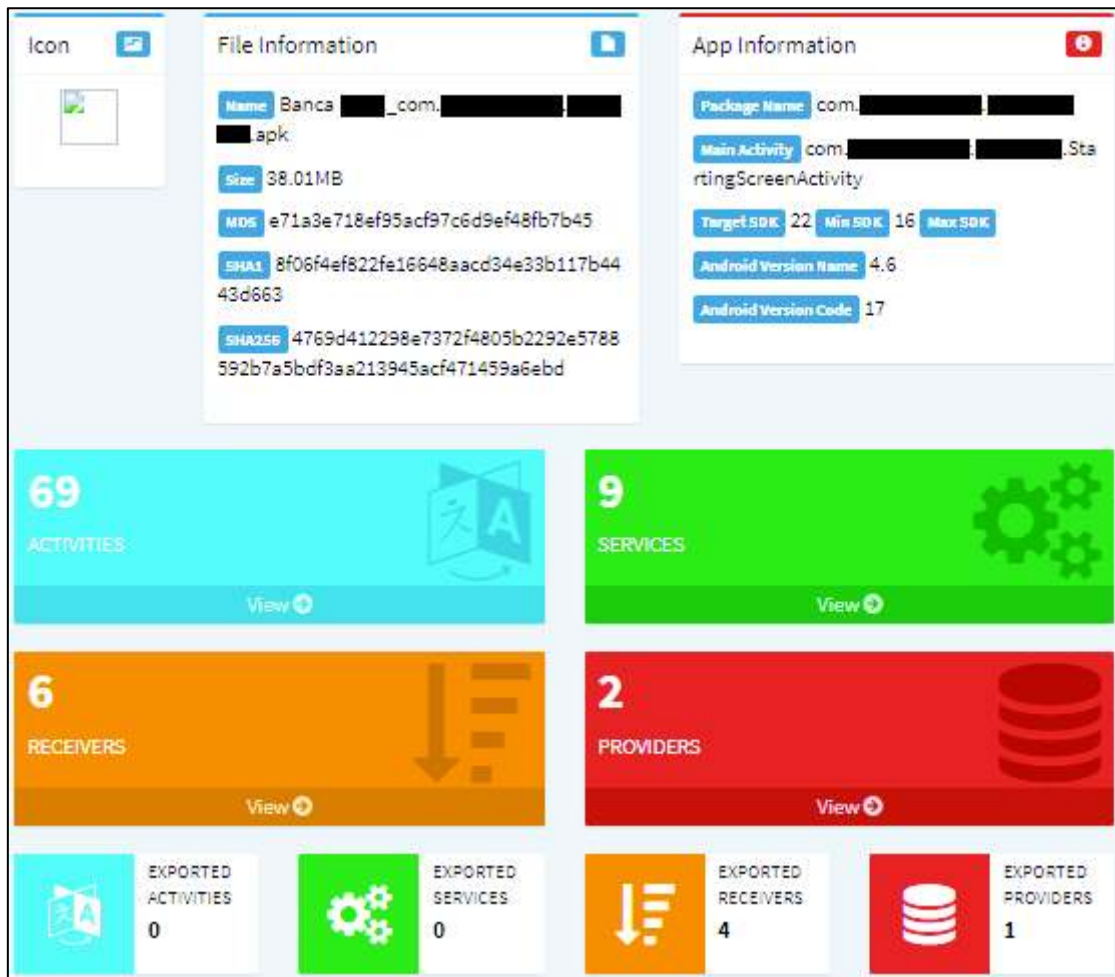 Icon
File Information
Name Banca _com. .
.apk
Size 38.01MB
MD5 e71a3e718ef95acf97c6d9ef48fb7b45
SHA1 8f06f4ef822fe16648aacd34e33b117b44
43d663
SHA256 4769d412298e7372f4805b2292e5788
592b7a5bdf3aa213945acf471459a6ebd
App Information
Package Name com. .
Main Activity com. . .Sta
rtingScreenActivity
Target SDK 22 Min SDK 16 Max SDK
Android Version Name 4.6
Android Version Code 17
69
ACTIVITIES
View
9
SERVICES
View
6
RECEIVERS
View
2
PROVIDERS
View
EXPORTED
ACTIVITIES
0
EXPORTED
SERVICES
0
EXPORTED
RECEIVERS
4
EXPORTED
PROVIDERS
1